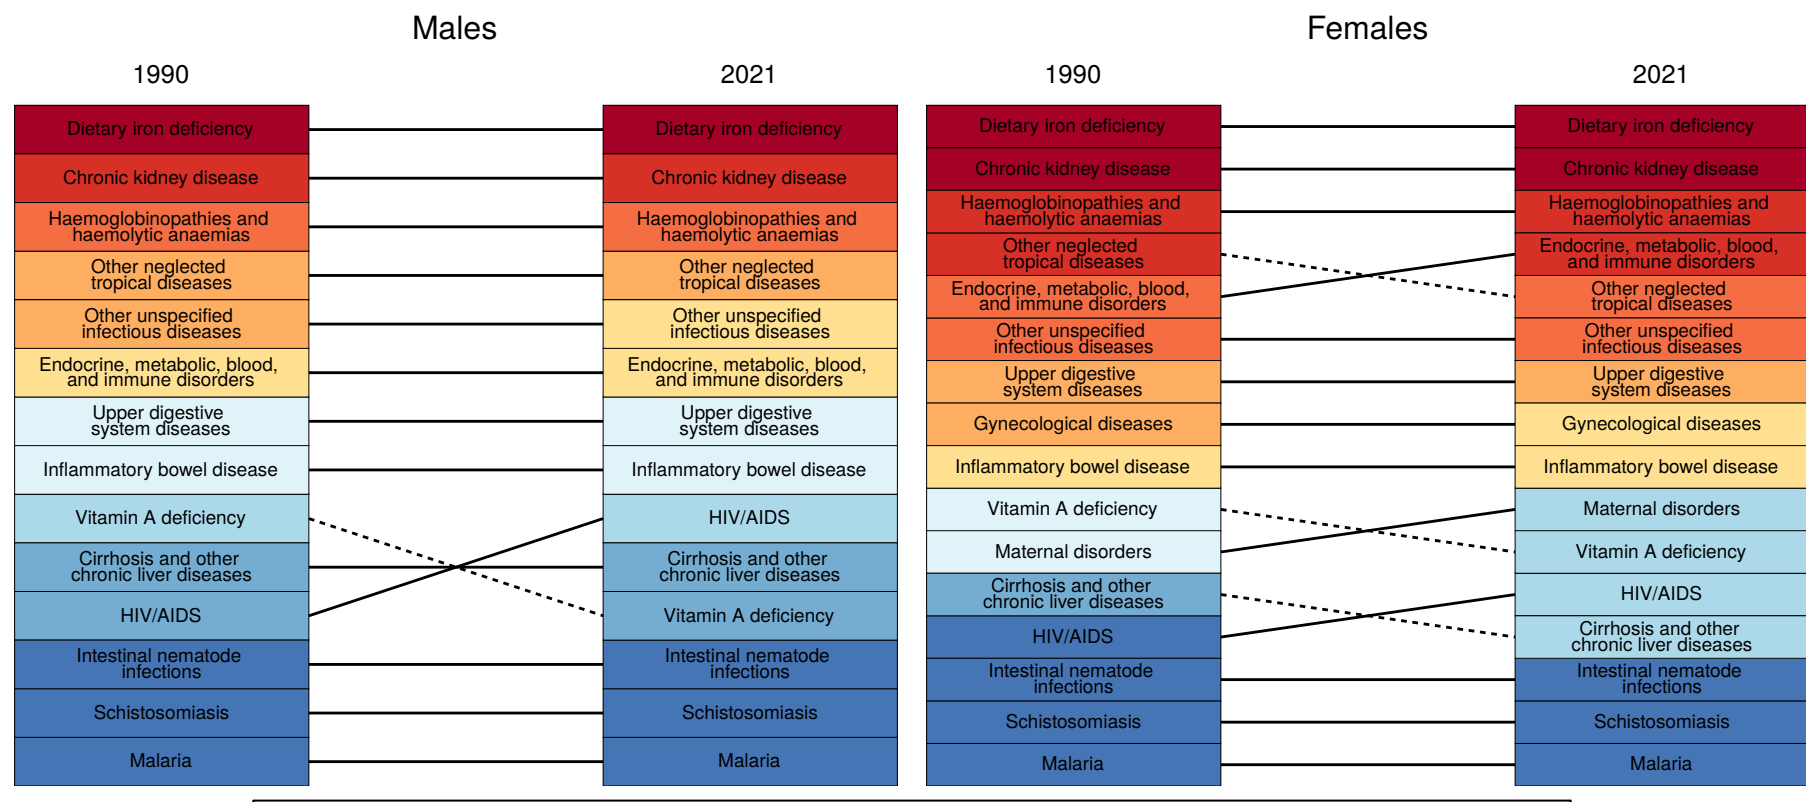 Males
Females
1990
2021
1990
2021
Dietary iron deficiency
Chronic kidney disease
Haemoglobinopathies and
haemolytic anaemias
Other neglected
tropical diseases
Other unspecified
infectious diseases
Endocrine, metabolic, blood,
and immune disorders
Upper digestive
system diseases
Inflammatory bowel disease
Vitamin A deficiency
Cirrhosis and other
chronic liver diseases
HIV/AIDS
Intestinal nematode
infections
Schistosomiasis
Malaria
Dietary iron deficiency
Chronic kidney disease
Haemoglobinopathies and
haemolytic anaemias
Other neglected
tropical diseases
Other unspecified
infectious diseases
Endocrine, metabolic, blood,
and immune disorders
Upper digestive
system diseases
Inflammatory bowel disease
HIV/AIDS
Cirrhosis and other
chronic liver diseases
Vitamin A deficiency
Intestinal nematode
infections
Schistosomiasis
Malaria
Dietary iron deficiency
Chronic kidney disease
Haemoglobinopathies and
haemolytic anaemias
Other neglected
tropical diseases
Endocrine, metabolic, blood,
and immune disorders
Other unspecified
infectious diseases
Upper digestive
system diseases
Gynecological diseases
Inflammatory bowel disease
Vitamin A deficiency
Maternal disorders
Cirrhosis and other
chronic liver diseases
HIV/AIDS
Intestinal nematode
infections
Schistosomiasis
Malaria
Dietary iron deficiency
Chronic kidney disease
Haemoglobinopathies and
haemolytic anaemias
Endocrine, metabolic, blood,
and immune disorders
Other neglected
tropical diseases
Other unspecified
infectious diseases
Upper digestive
system diseases
Gynecological diseases
Inflammatory bowel disease
Maternal disorders
Vitamin A deficiency
HIV/AIDS
Cirrhosis and other
chronic liver diseases
Intestinal nematode
infections
Schistosomiasis
Malaria